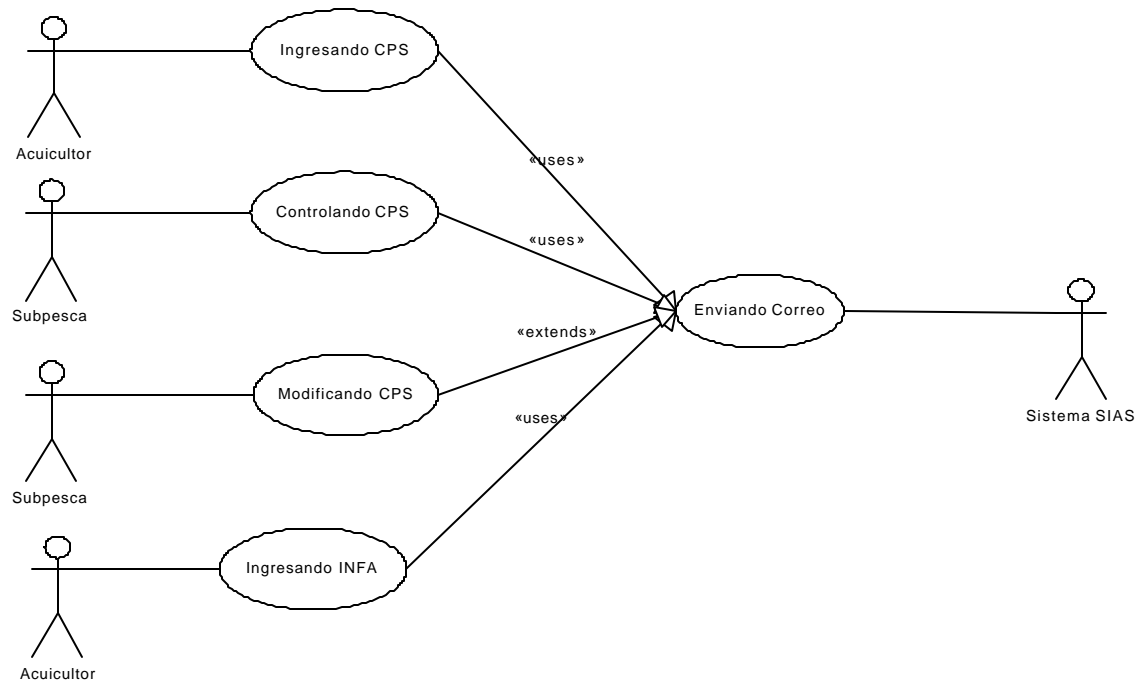 Ingresando CPS
Acuicultor
«uses»
Controlando CPS
«uses»
Subpesca
Enviando Correo
«extends»
Modificando CPS
Sistema SIAS
«uses»
Subpesca
Ingresando INFA
Acuicultor